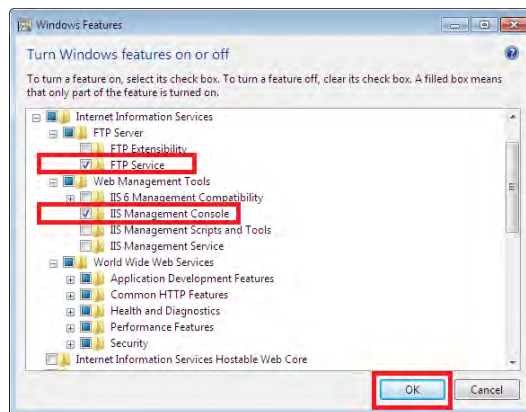 Windows Features
Turn Windows features on or off
To turn a feature on, select its check box. To turn a feature off, clear its check box. A filled box means
that only part of the feature is turned on.
Internet Information Services
FTP Server
FTP Extensibility
FTP Service
Web Management Tools
IIS 6 Management Compatibility
IIS Management Console
IIS Management Scripts and Tools
IIS Management Service
World Wide Web Services
Application Development Features
Common HTTP Features
Health and Diagnostics
Performance Features
Security
Internet Information Services Hostable Web Core
OK
Cancel